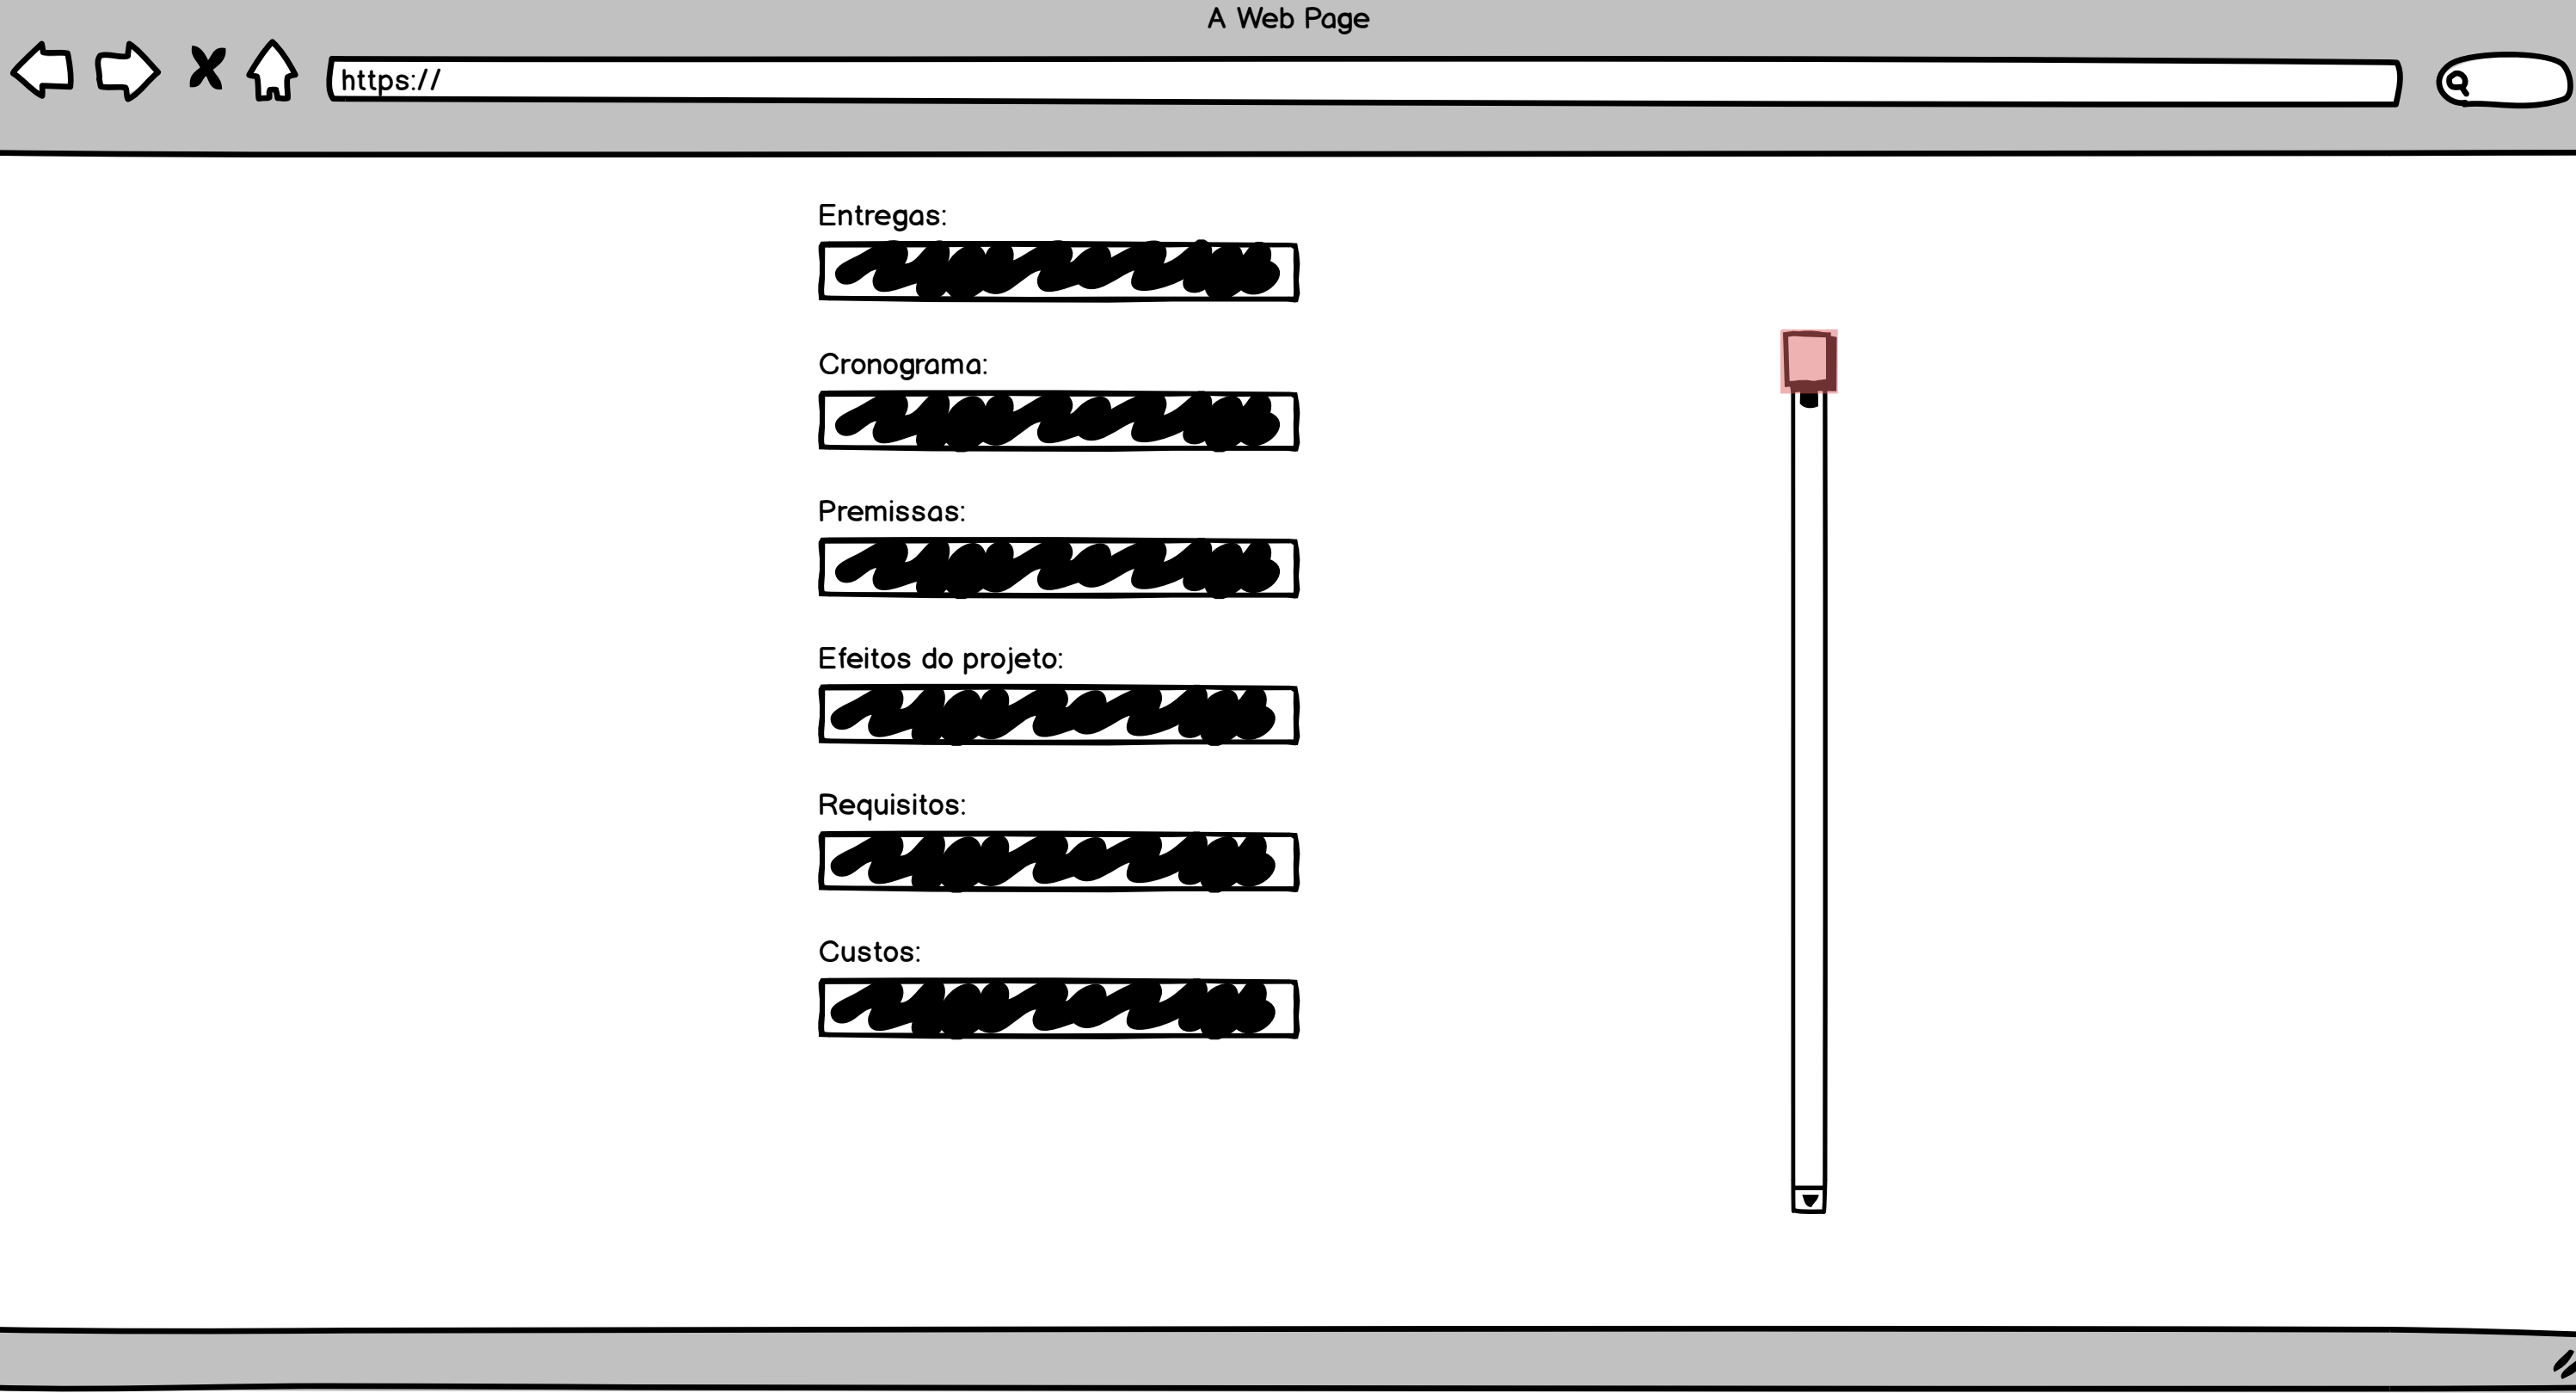 A Web Page
https://
Entregas:
Cronograma:
Premissas:
Efeitos do projeto:
Requisitos:
Custos: